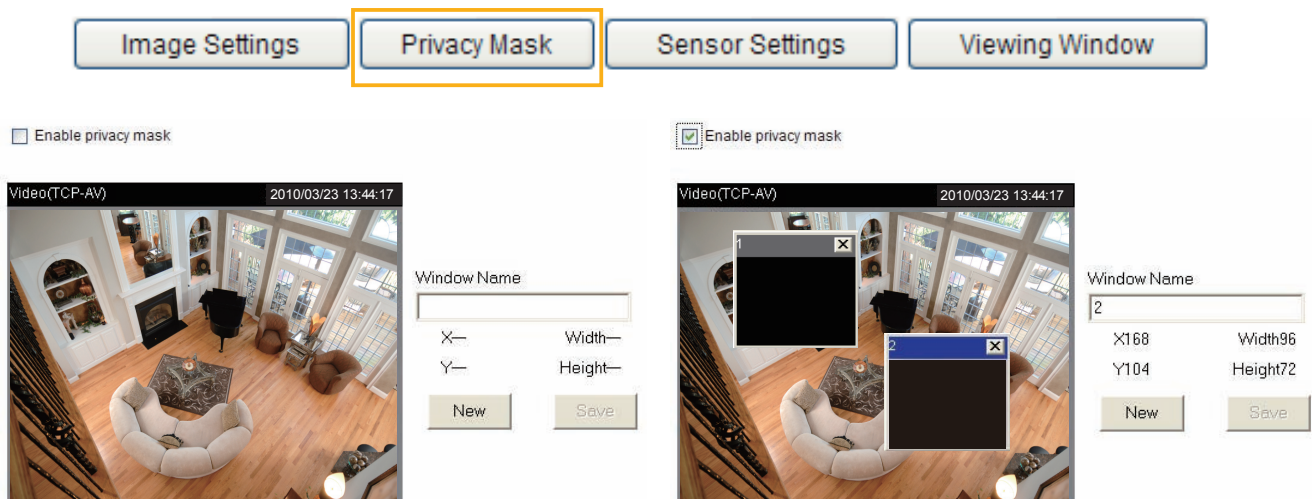 Image Settings
Privacy Mask
Sensor Settings
Viewing Window
Enable privacy mask
Video(TCP-AV)
2010/03/23 13:44:17
Window Name
X—
Width—
Y—
Height—
New
Save
Enable privacy mask
Video(TCP-AV)
2010/03/23 13:44:17
1
2
Window Name
2
X168
Width96
Y104
Height72
New
Save